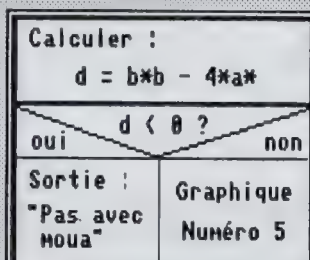 Calculer :
d = b*b - 4*a*
d < 0 ?
oui non
Sortie : Graphique
"Pas avec Numéro 5
moua"